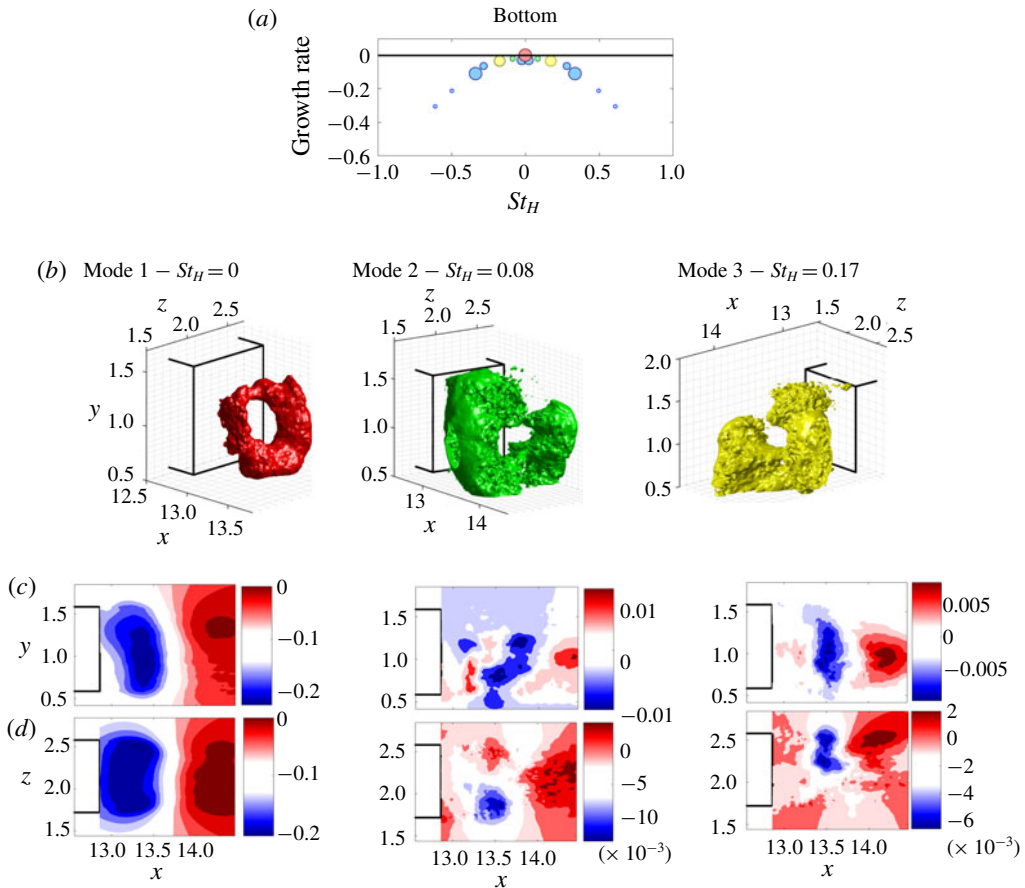 (a)
Bottom
Growth rate
0
−0.2
−0.4
−0.6
−1.0 −0.5 0 0.5 1.0
St_H
(b) Mode 1 – St_H = 0
z
1.5 2.0 2.5
1.5
y
1.0
0.5
12.5 13.0 13.5
x
Mode 2 – St_H = 0.08
z
1.5 2.0 2.5
1.5
1.0
0.5
13 14
x
Mode 3 – St_H = 0.17
x
14 13
z
1.5 2.0 2.5
2.0
1.5
1.0
0.5
(c)
y
1.5
1.0
0.5
0
−0.1
−0.2
1.5
1.0
0.5
0.01
0
−0.01
1.5
1.0
0.5
0.005
0
−0.005
(d)
z
2.5
2.0
1.5
0
−0.1
−0.2
13.0 13.5 14.0
x
2.5
2.0
1.5
0
−5
−10
(× 10⁻³)
13.0 13.5 14.0
x
2.5
2.0
1.5
2
0
−2
−4
−6
(× 10⁻³)
13.0 13.5 14.0
x